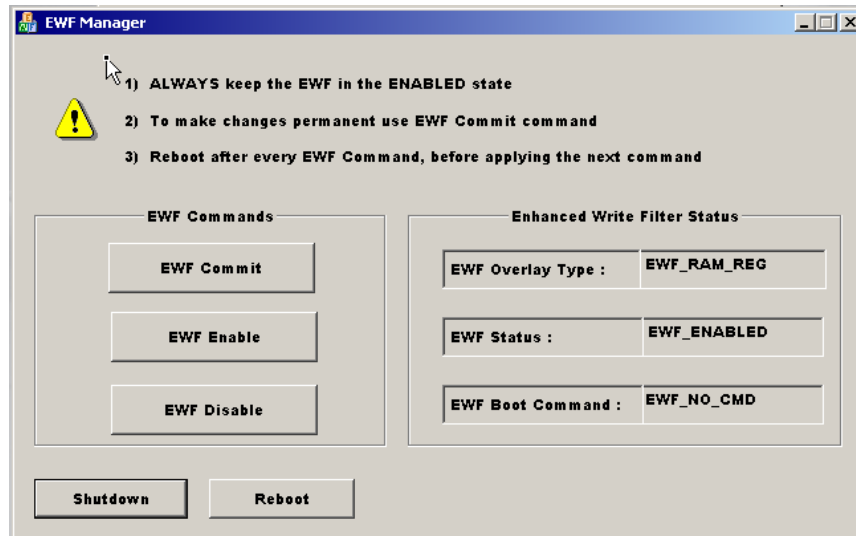 EWF Manager
1) ALWAYS keep the EWF in the ENABLED state
2) To make changes permanent use EWF Commit command
3) Reboot after every EWF Command, before applying the next command
EWF Commands
EWF Commit
EWF Enable
EWF Disable
Enhanced Write Filter Status
EWF Overlay Type : EWF_RAM_REG
EWF Status : EWF_ENABLED
EWF Boot Command : EWF_NO_CMD
Shutdown
Reboot